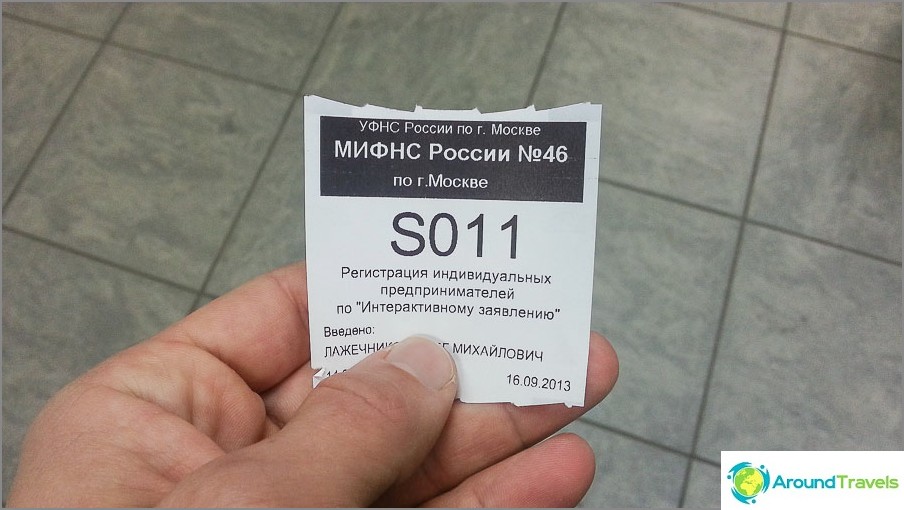 УФНС России по г. Москве
МИФНС России №46
по г.Москве
S011
Регистрация индивидуальных
предпринимателей
по "Интерактивному заявлению"
Введено:
МИХАЙЛОВИЧ
16.09.2013
AroundTravels